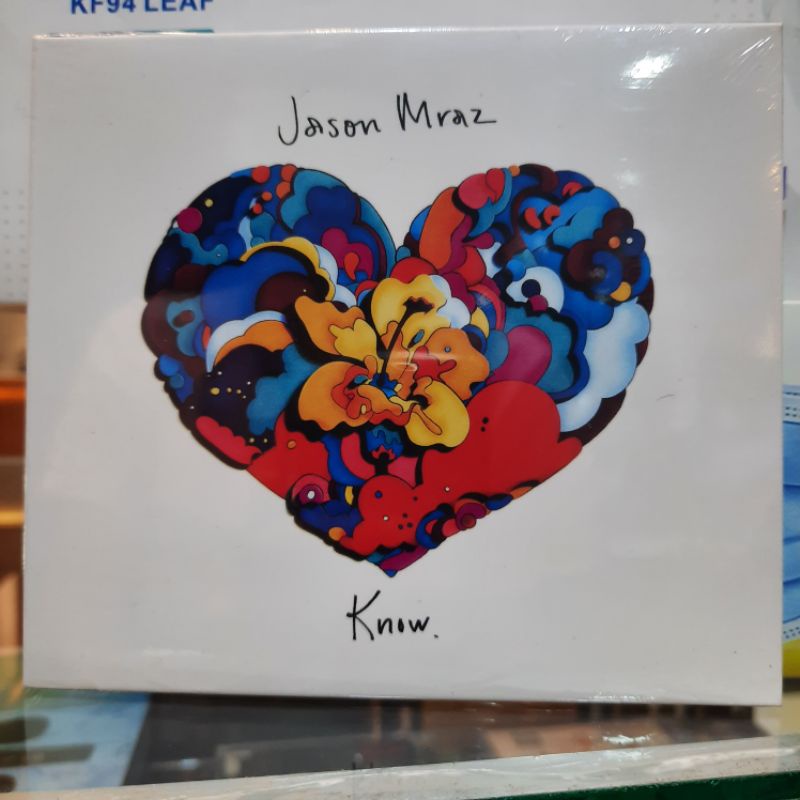 KF94 LEAF
Jason Mraz
Know.